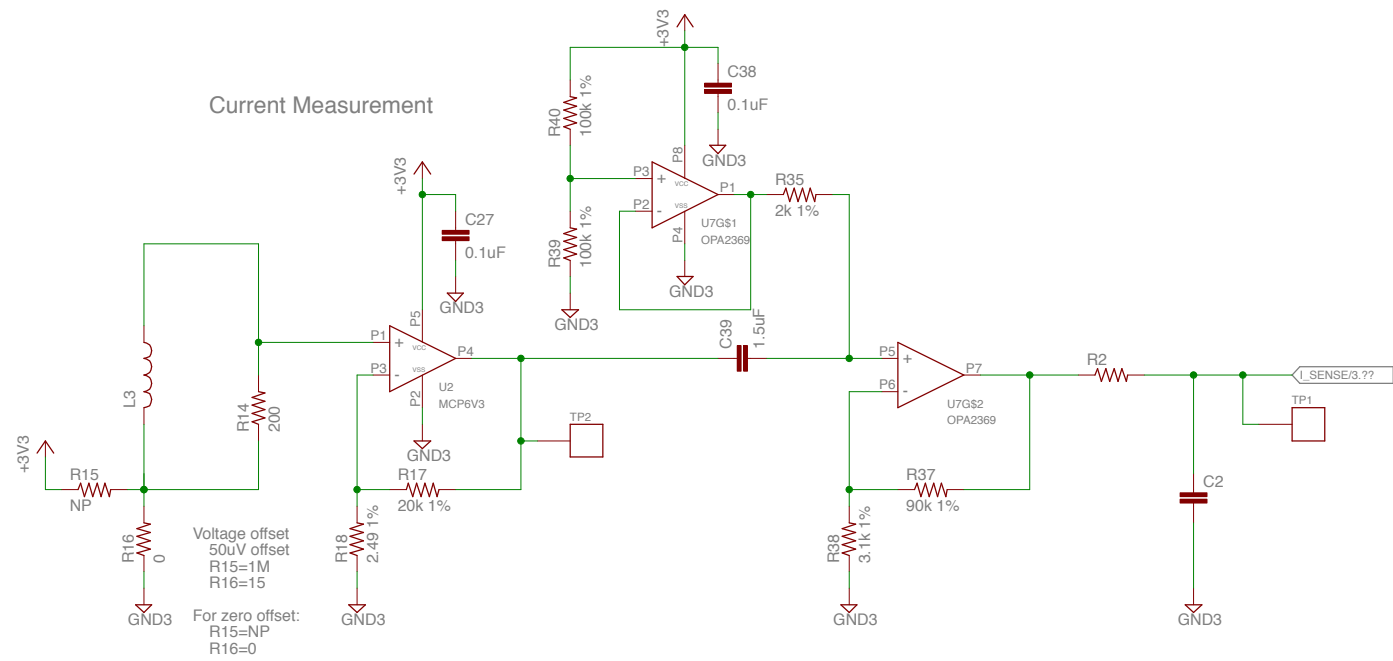 Current Measurement
+3V3
C38
0.1uF
GND3
R40
100k 1%
R39
100k 1%
GND3
P8
P3
+
VCC
P1
P2
-
VSS
P4
U7G$1
OPA2369
GND3
R35
2k 1%
+3V3
C27
0.1uF
GND3
P5
P1
+
VCC
P4
P3
-
VSS
P2
U2
MCP6V3
GND3
C39
1.5uF
TP2
L3
R14
200
+3V3
R15
NP
R16
0
GND3
R17
20k 1%
R18
2.49 1%
GND3
Voltage offset
50uV offset
R15=1M
R16=15
For zero offset:
R15=NP
R16=0
P5
+
P7
P6
-
U7G$2
OPA2369
R37
90k 1%
R38
3.1k 1%
GND3
R2
I_SENSE/3.??
TP1
C2
GND3